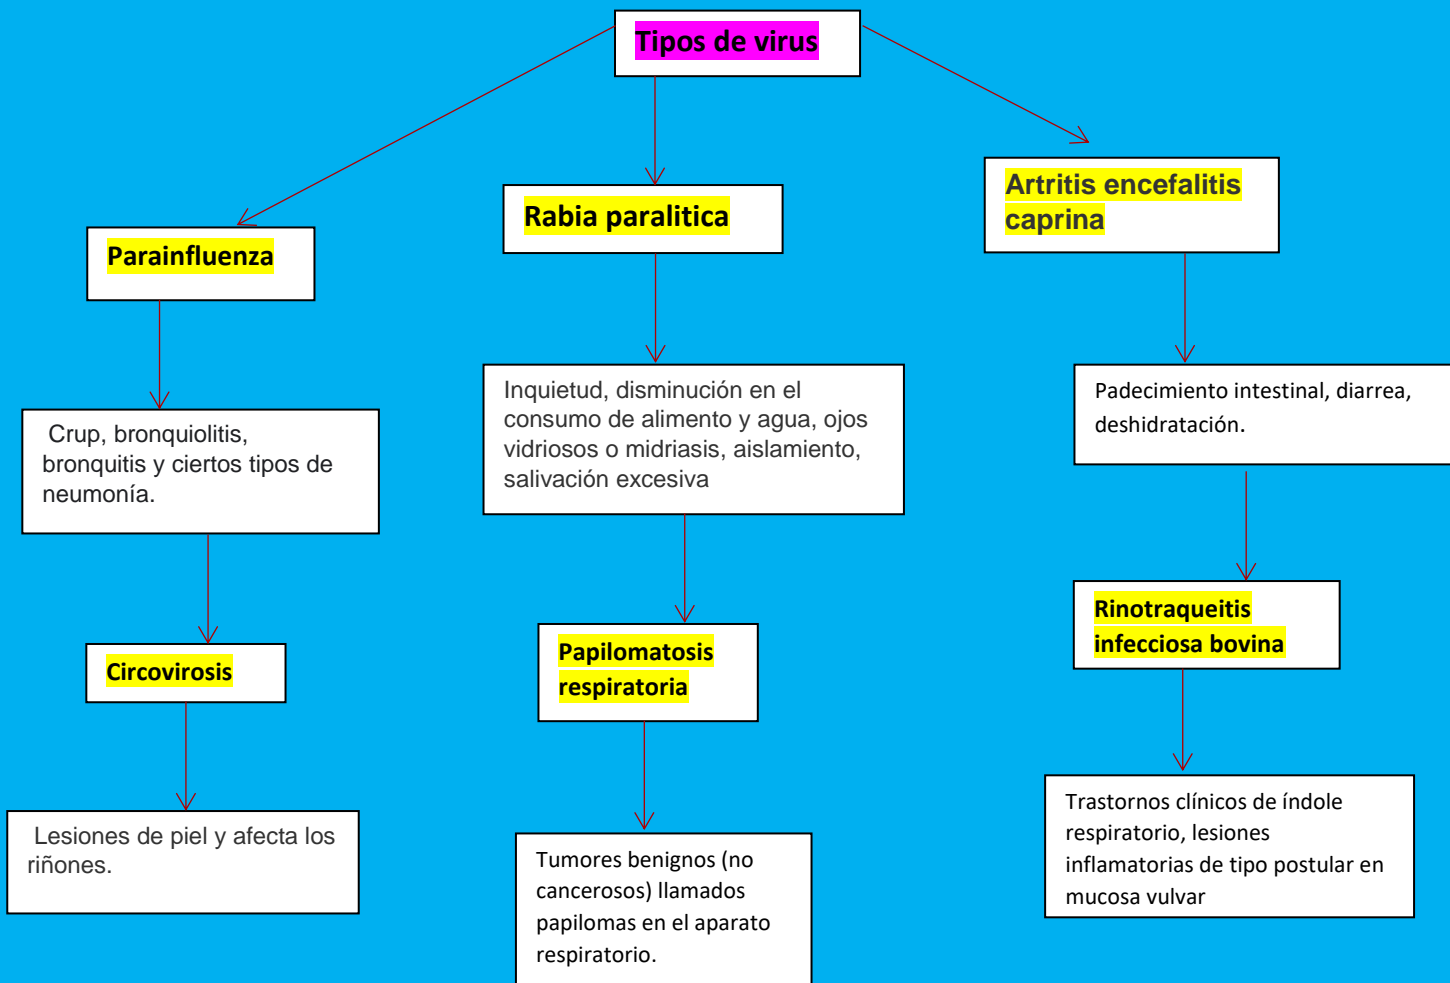 Tipos de virus
Parainfluenza
Crup, bronquiolitis,
bronquitis y ciertos tipos de
neumonía.
Circovirosis
Lesiones de piel y afecta los
riñones.
Rabia paralitica
Inquietud, disminución en el
consumo de alimento y agua, ojos
vidriosos o midriasis, aislamiento,
salivación excesiva
Papilomatosis
respiratoria
Tumores benignos (no
cancerosos) llamados
papilomas en el aparato
respiratorio.
Artritis encefalitis
caprina
Padecimiento intestinal, diarrea,
deshidratación.
Rinotraqueitis
infecciosa bovina
Trastornos clínicos de índole
respiratorio, lesiones
inflamatorias de tipo postular en
mucosa vulvar